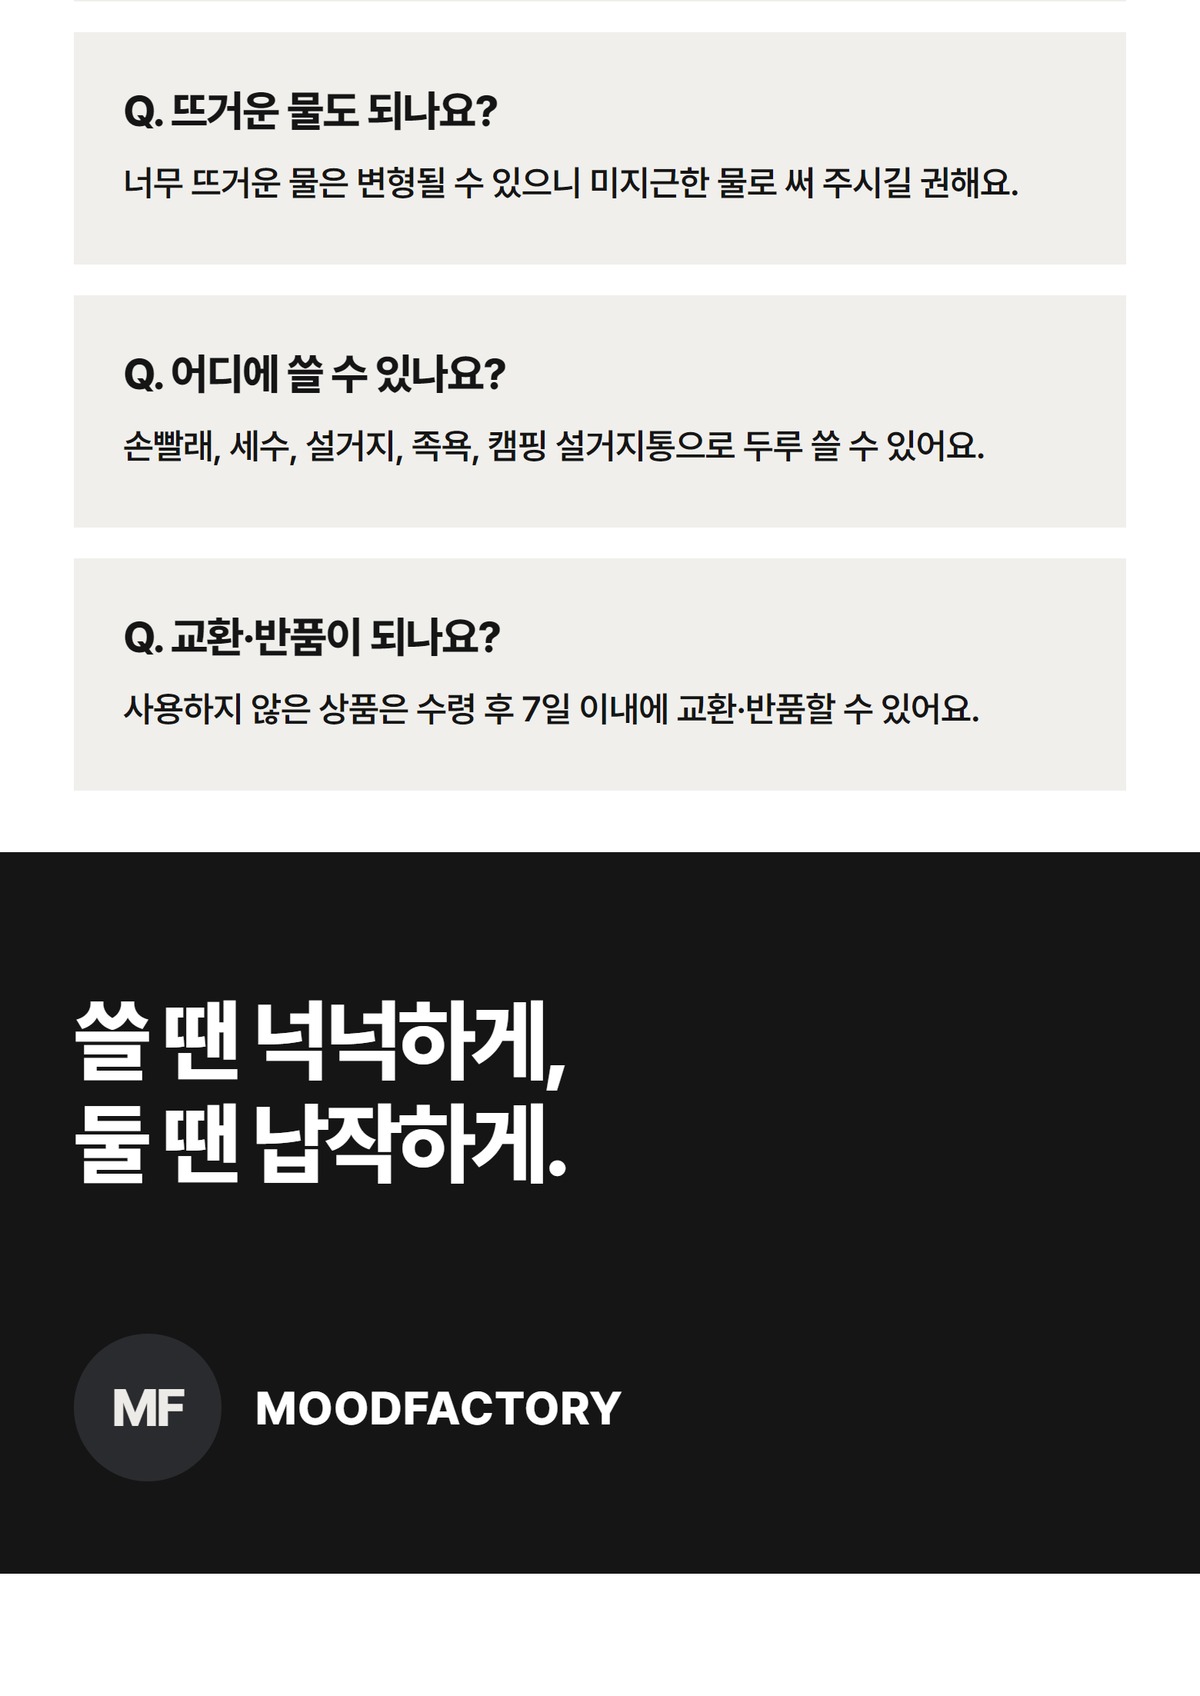 Q. 뜨거운 물도 되나요?
너무 뜨거운 물은 변형될 수 있으니 미지근한 물로 써 주시길 권해요.
Q. 어디에 쓸 수 있나요?
손빨래, 세수, 설거지, 족욕, 캠핑 설거지통으로 두루 쓸 수 있어요.
Q. 교환·반품이 되나요?
사용하지 않은 상품은 수령 후 7일 이내에 교환·반품할 수 있어요.
쓸 땐 넉넉하게,
둘 땐 납작하게.
MF MOODFACTORY